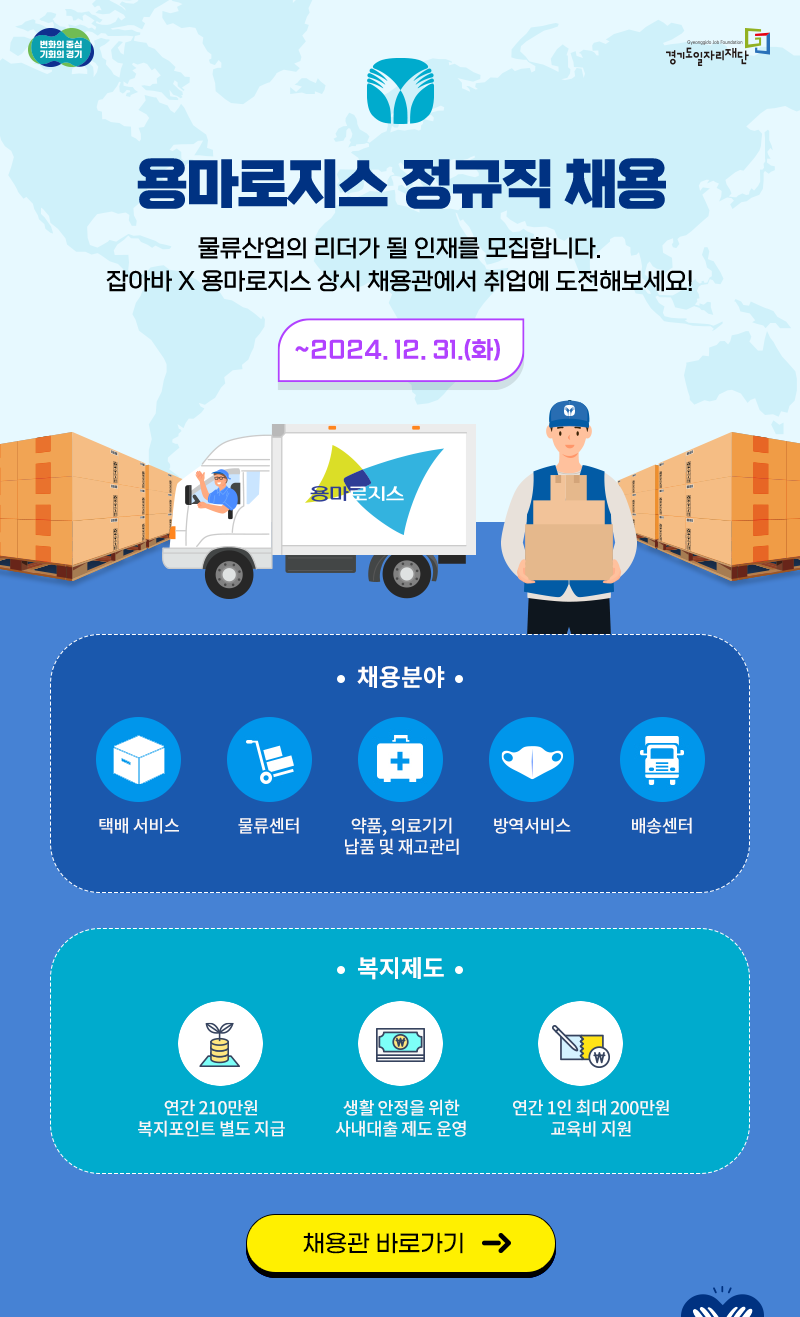 변화의 중심
기회의 경기
Gyeonggido Job Foundation
경기도일자리재단
용마로지스 정규직 채용
물류산업의 리더가 될 인재를 모집합니다.
잡아바 X 용마로지스 상시 채용관에서 취업에 도전해보세요!
~2024. 12. 31.(화)
용마로지스
• 채용분야 •
택배 서비스
물류센터
약품, 의료기기
납품 및 재고관리
방역서비스
배송센터
• 복지제도 •
연간 210만원
복지포인트 별도 지급
생활 안정을 위한
사내대출 제도 운영
연간 1인 최대 200만원
교육비 지원
채용관 바로가기 →